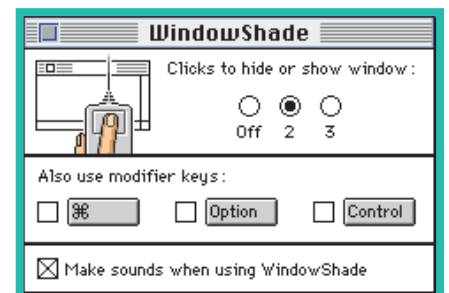 WindowShade
Clicks to hide or show window:
Off 2 3
Also use modifier keys:
⌘ Option Control
Make sounds when using WindowShade